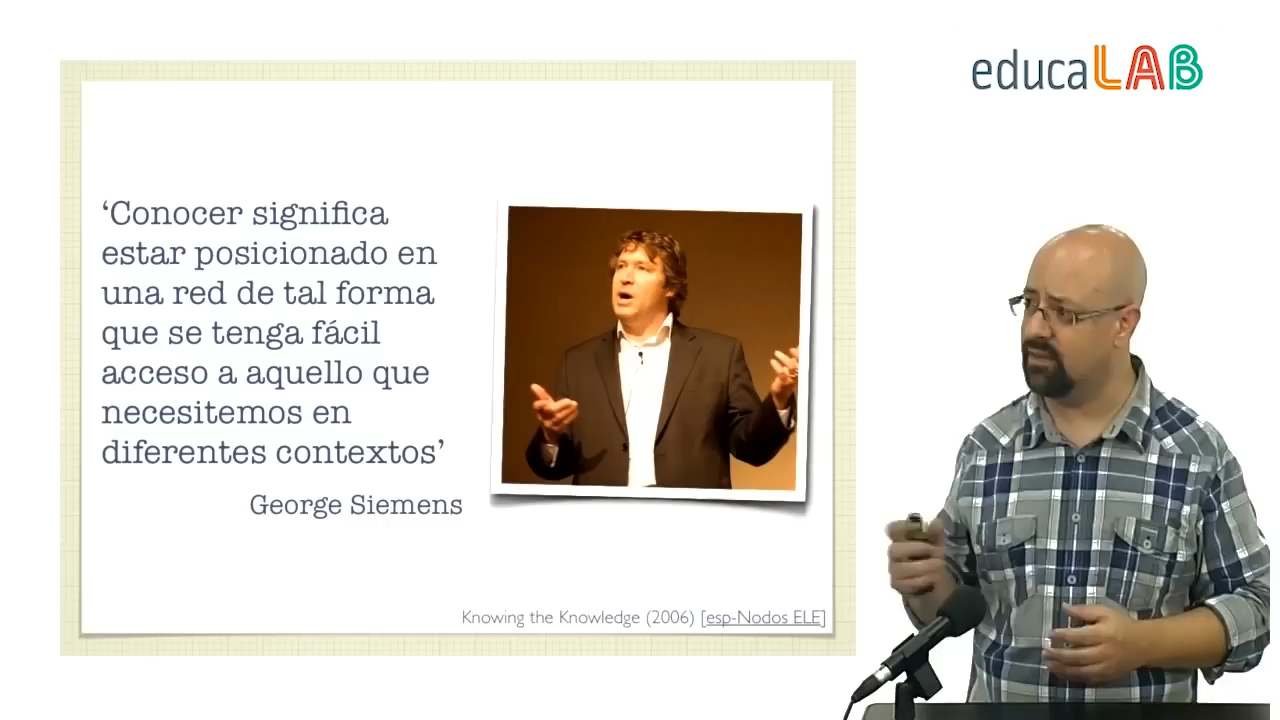 educaLAB
‘Conocer significa
estar posicionado en
una red de tal forma
que se tenga fácil
acceso a aquello que
necesitemos en
diferentes contextos’
George Siemens
Knowing the Knowledge (2006) [esp-Nodos ELE]